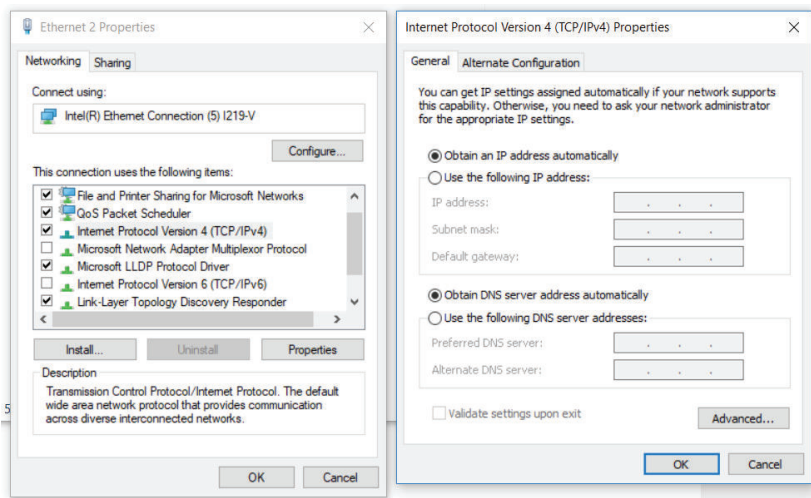 Ethernet 2 Properties
Networking
Sharing
Connect using:
Intel(R) Ethernet Connection (5) I219-V
Configure...
This connection uses the following items:
File and Printer Sharing for Microsoft Networks
QoS Packet Scheduler
Internet Protocol Version 4 (TCP/IPv4)
Microsoft Network Adapter Multiplexor Protocol
Microsoft LLDP Protocol Driver
Internet Protocol Version 6 (TCP/IPv6)
Link-Layer Topology Discovery Responder
Install...
Uninstall
Properties
Description
Transmission Control Protocol/Internet Protocol. The default
wide area network protocol that provides communication
across diverse interconnected networks.
OK
Cancel
5
Internet Protocol Version 4 (TCP/IPv4) Properties
General
Alternate Configuration
You can get IP settings assigned automatically if your network supports
this capability. Otherwise, you need to ask your network administrator
for the appropriate IP settings.
Obtain an IP address automatically
Use the following IP address:
IP address:
Subnet mask:
Default gateway:
Obtain DNS server address automatically
Use the following DNS server addresses:
Preferred DNS server:
Alternate DNS server:
Validate settings upon exit
Advanced...
OK
Cancel